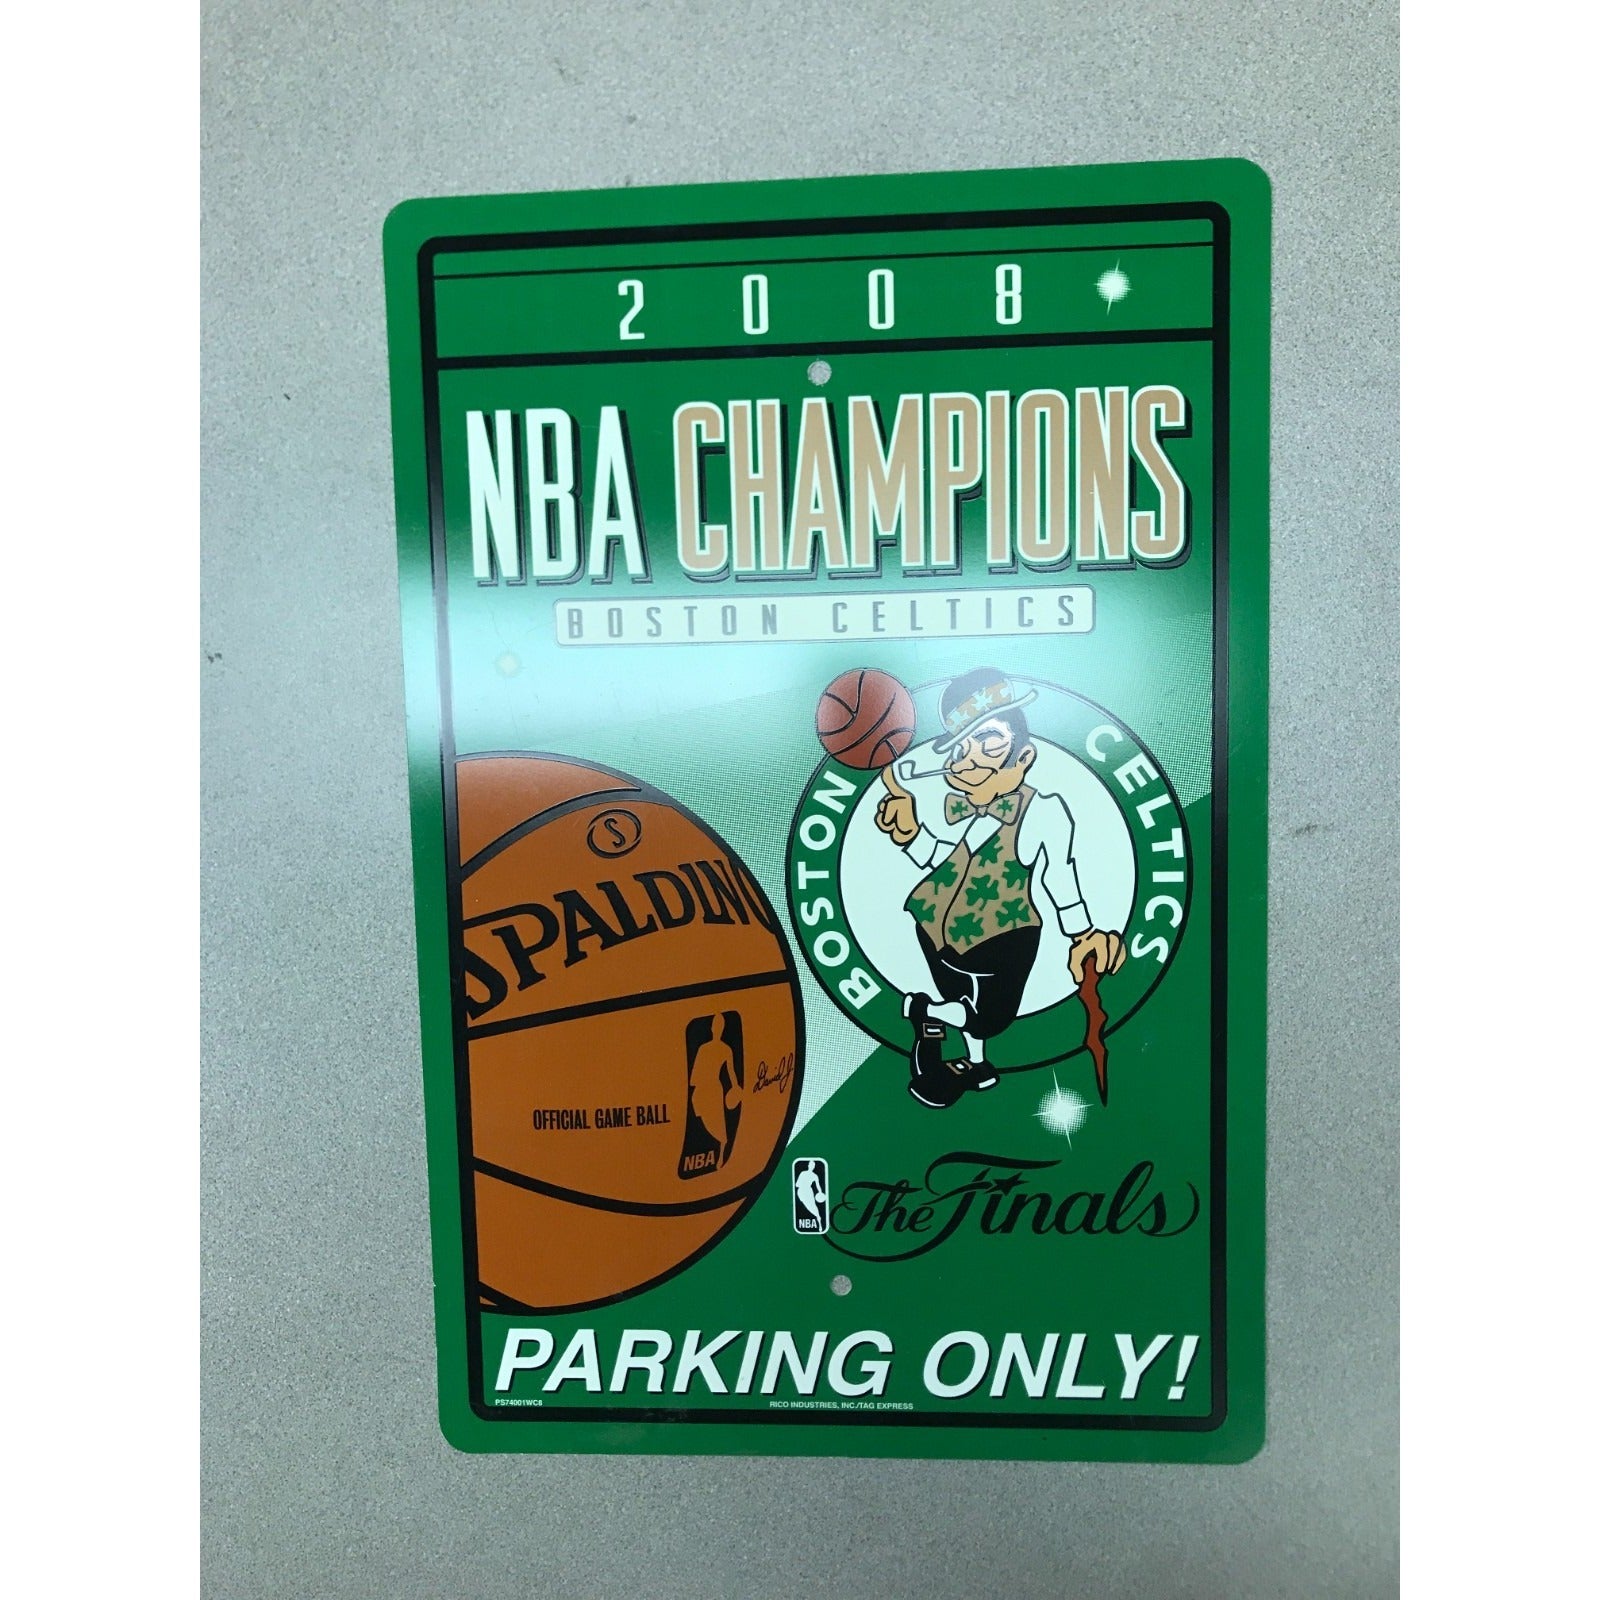 2008
NBA CHAMPIONS
BOSTON CELTICS
BOSTON CELTICS
S
SPALDING
OFFICIAL GAME BALL
NBA
David J
NBA
The Finals
PARKING ONLY!
PS74001WC8
RICO INDUSTRIES, INC./TAG EXPRESS